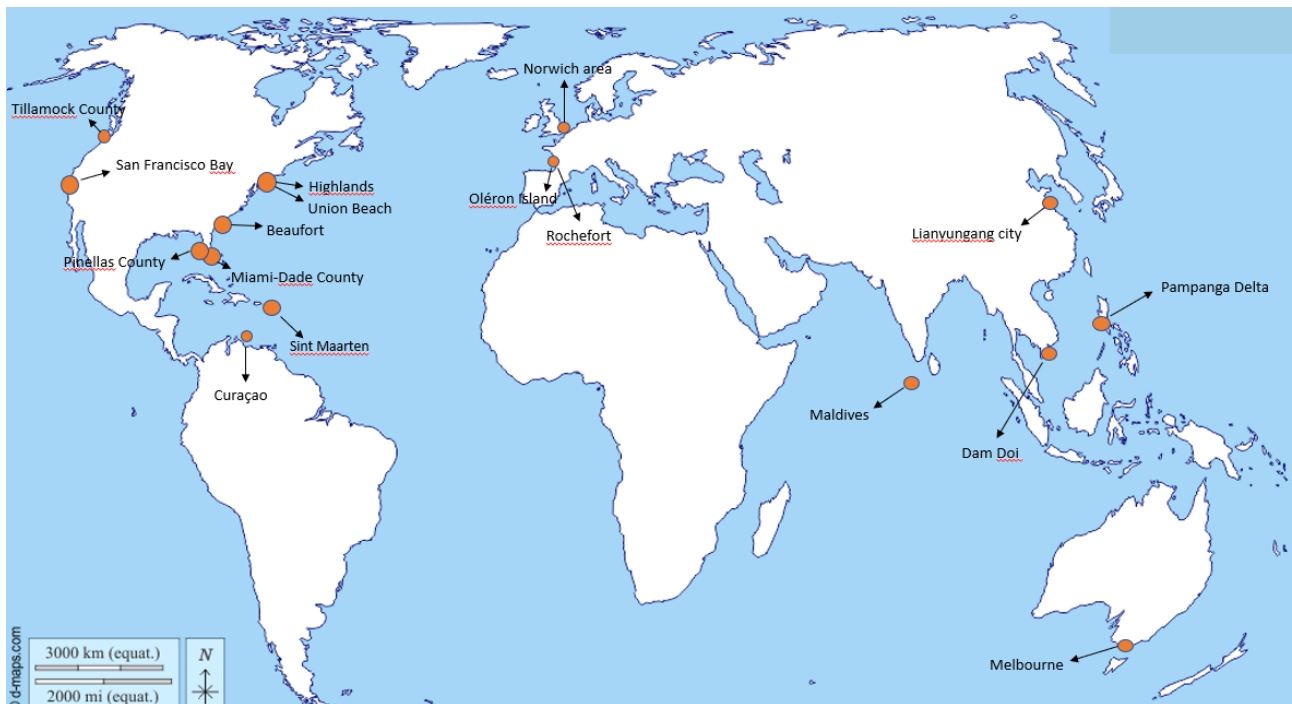 Norwich area
Tillamock County
San Francisco Bay
Highlands
Union Beach
Oléron Island
Beaufort
Rochefort
Lianyungang city
Pinellas County
Miami-Dade County
Pampanga Delta
Sint Maarten
Curaçao
Maldives
Dam Doi
Melbourne
3000 km (equat.)
2000 mi (equat.)
N
d-maps.com